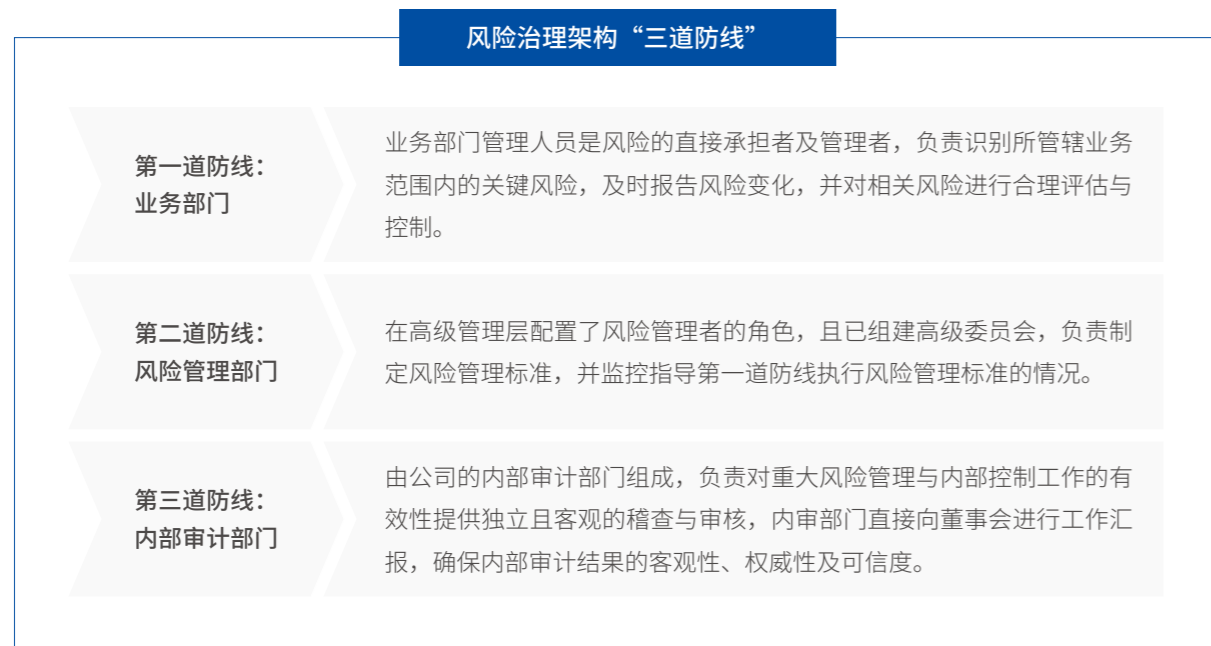 风险治理架构“三道防线”
第一道防线：
业务部门
业务部门管理人员是风险的直接承担者及管理者，负责识别所管辖业务
范围内的关键风险，及时报告风险变化，并对相关风险进行合理评估与
控制。
第二道防线：
风险管理部门
在高级管理层配置了风险管理者的角色，且已组建高级委员会，负责制
定风险管理标准，并监控指导第一道防线执行风险管理标准的情况。
第三道防线：
内部审计部门
由公司的内部审计部门组成，负责对重大风险管理与内部控制工作的有
效性提供独立且客观的稽查与审核，内审部门直接向董事会进行工作汇
报，确保内部审计结果的客观性、权威性及可信度。